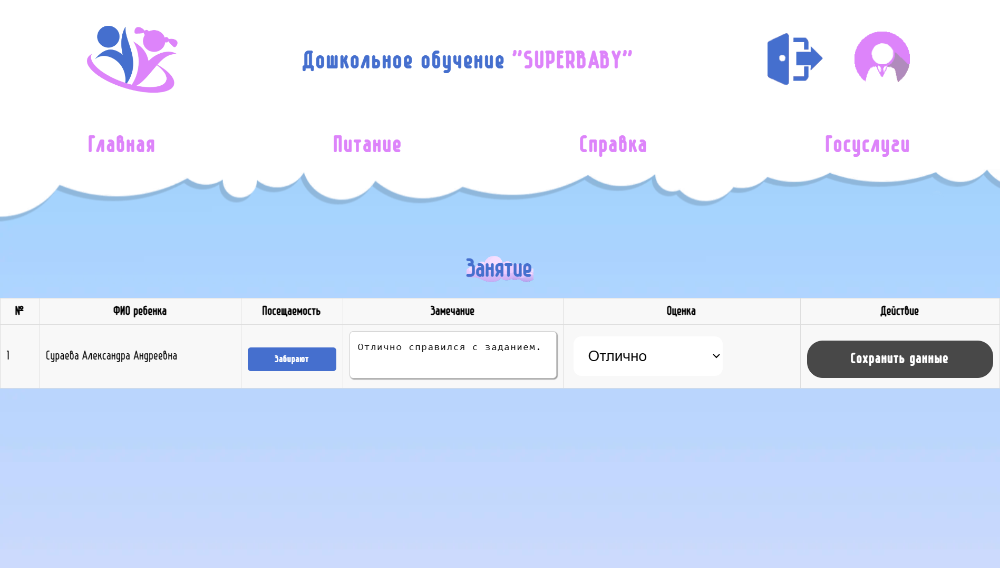 Дошкольное обучение "SUPERBABY"
Главная Питание Справка Госуслуги
Занятие
№ ФИО ребенка Посещаемость Замечание Оценка Действие
1 Сураева Александра Андреевна Забирают Отлично справился с заданием. Отлично Сохранить данные